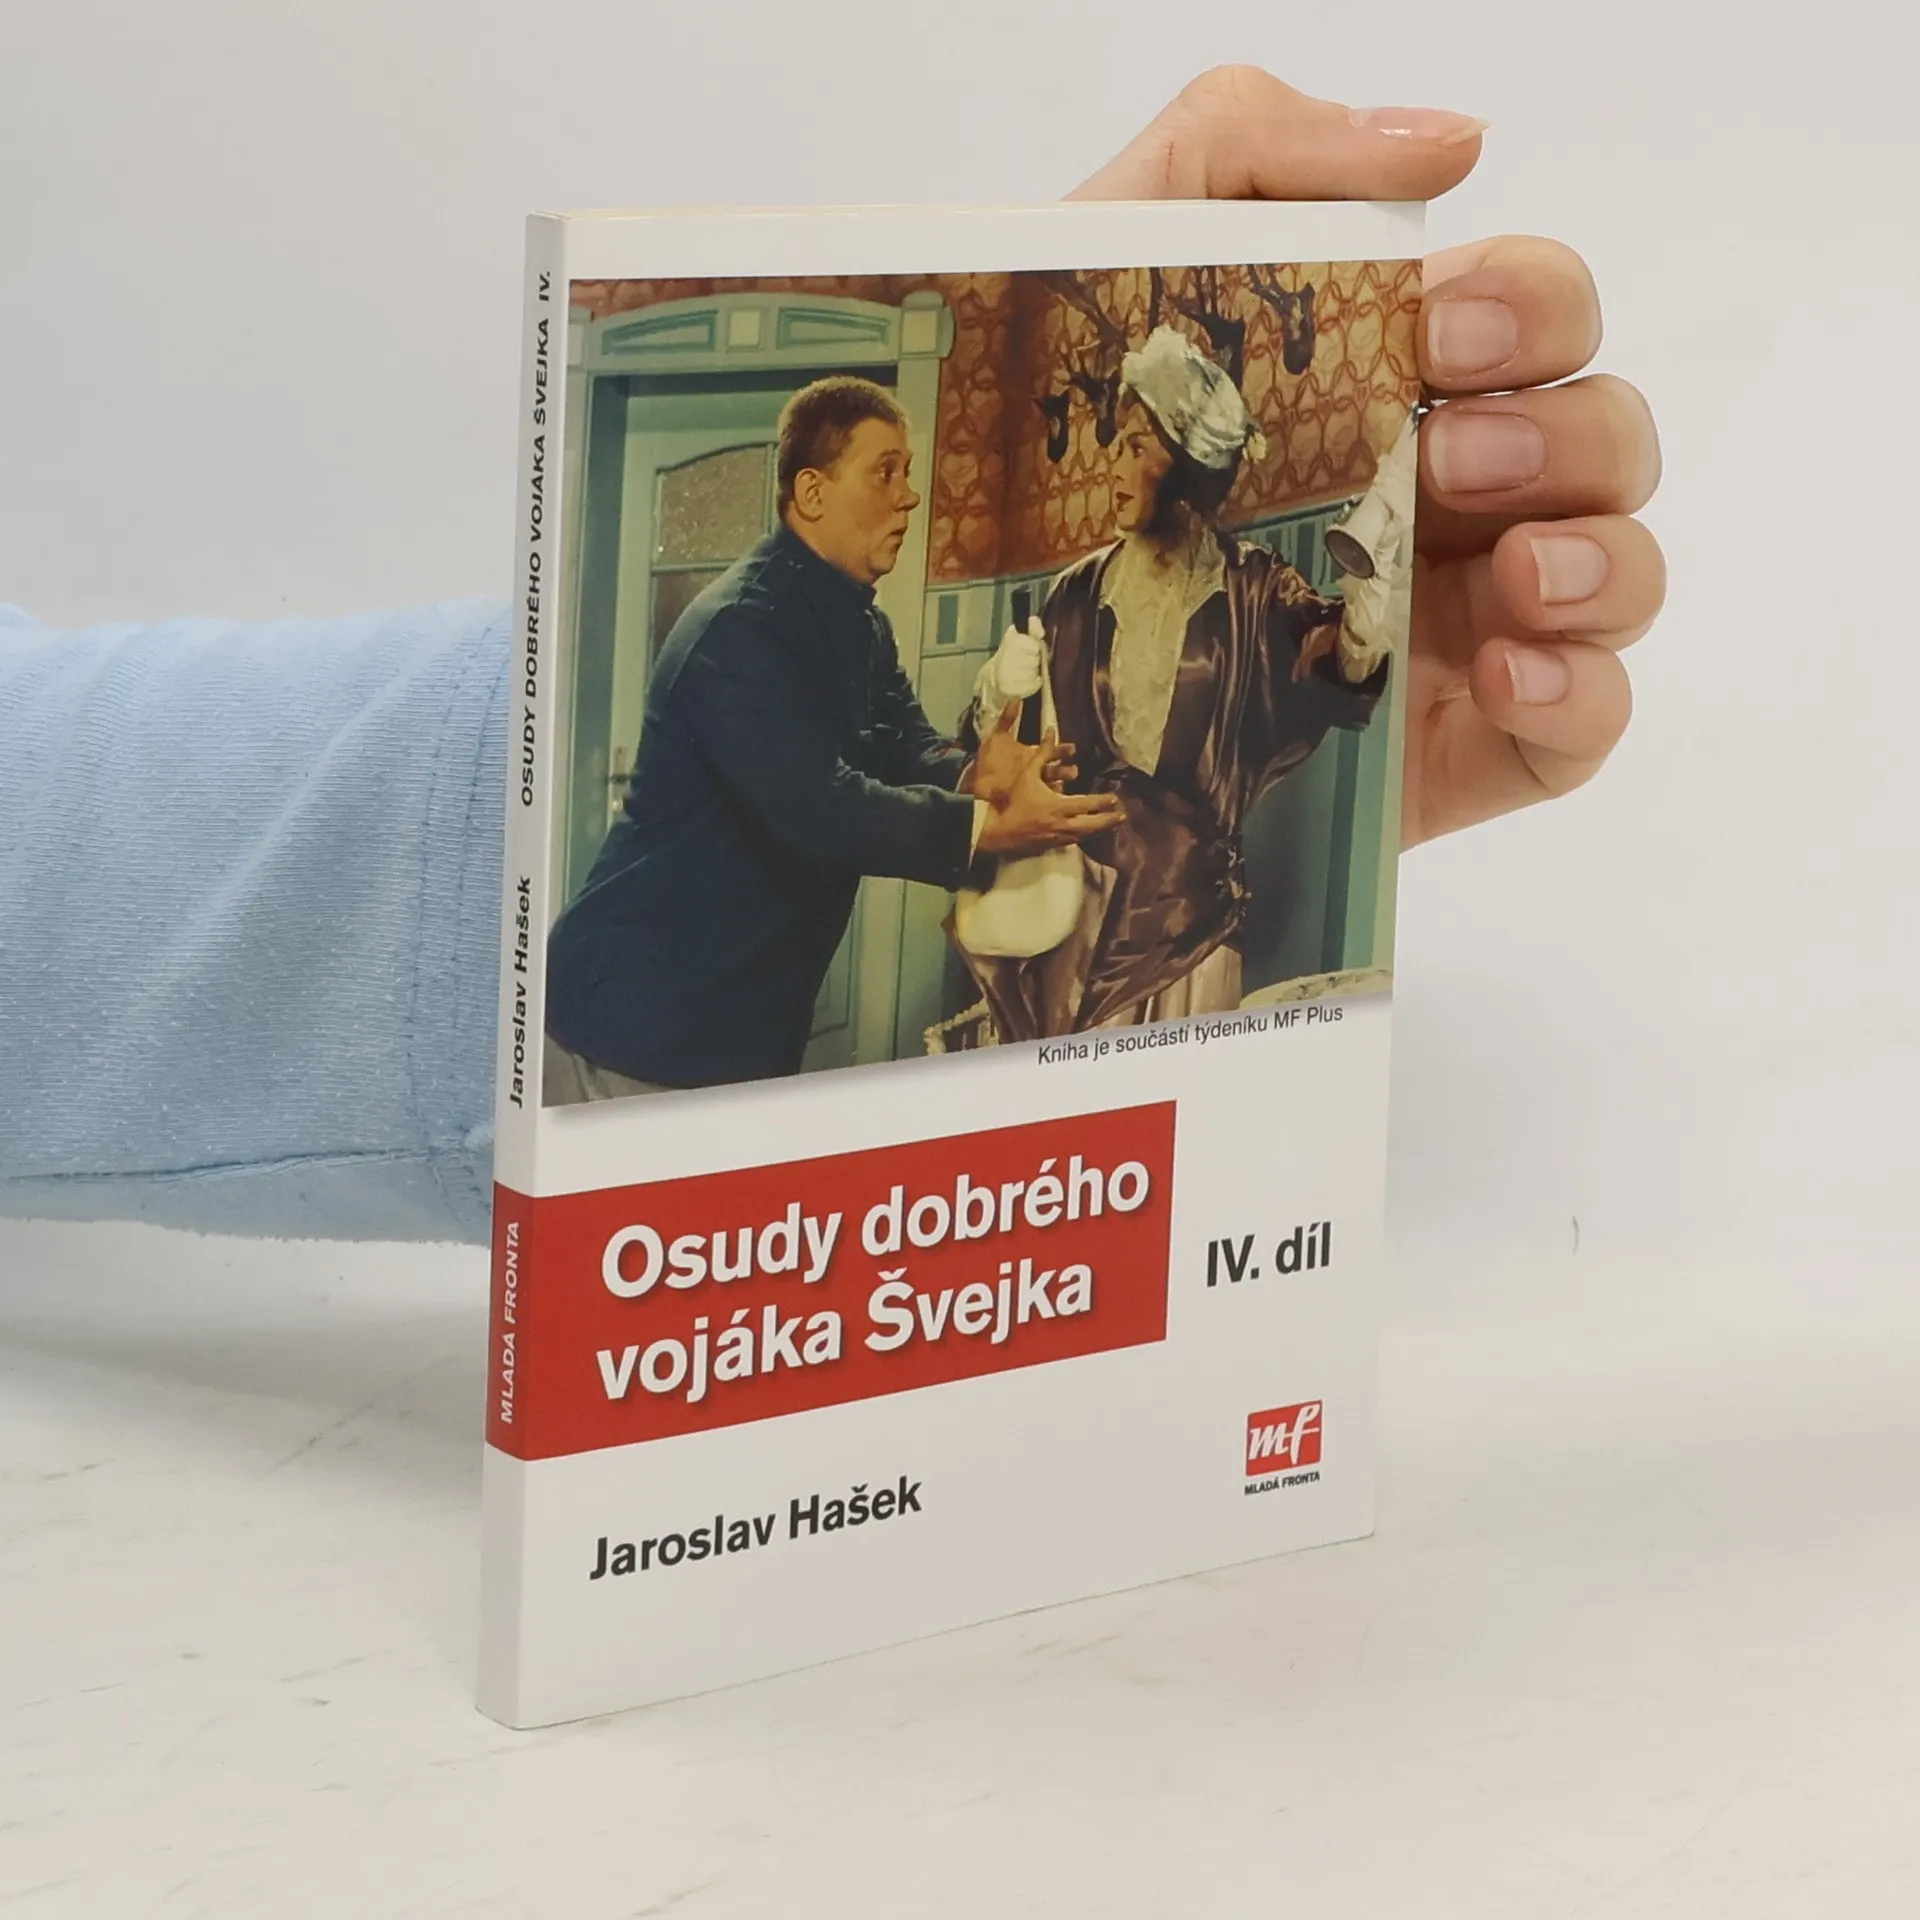 OSUDY DOBRÉHO VOJÁKA ŠVEJKA IV.
Jaroslav Hašek
MLADÁ FRONTA
Kniha je součástí týdeníku MF Plus
Osudy dobrého
vojáka Švejka
IV. díl
mf
MLADÁ FRONTA
Jaroslav Hašek